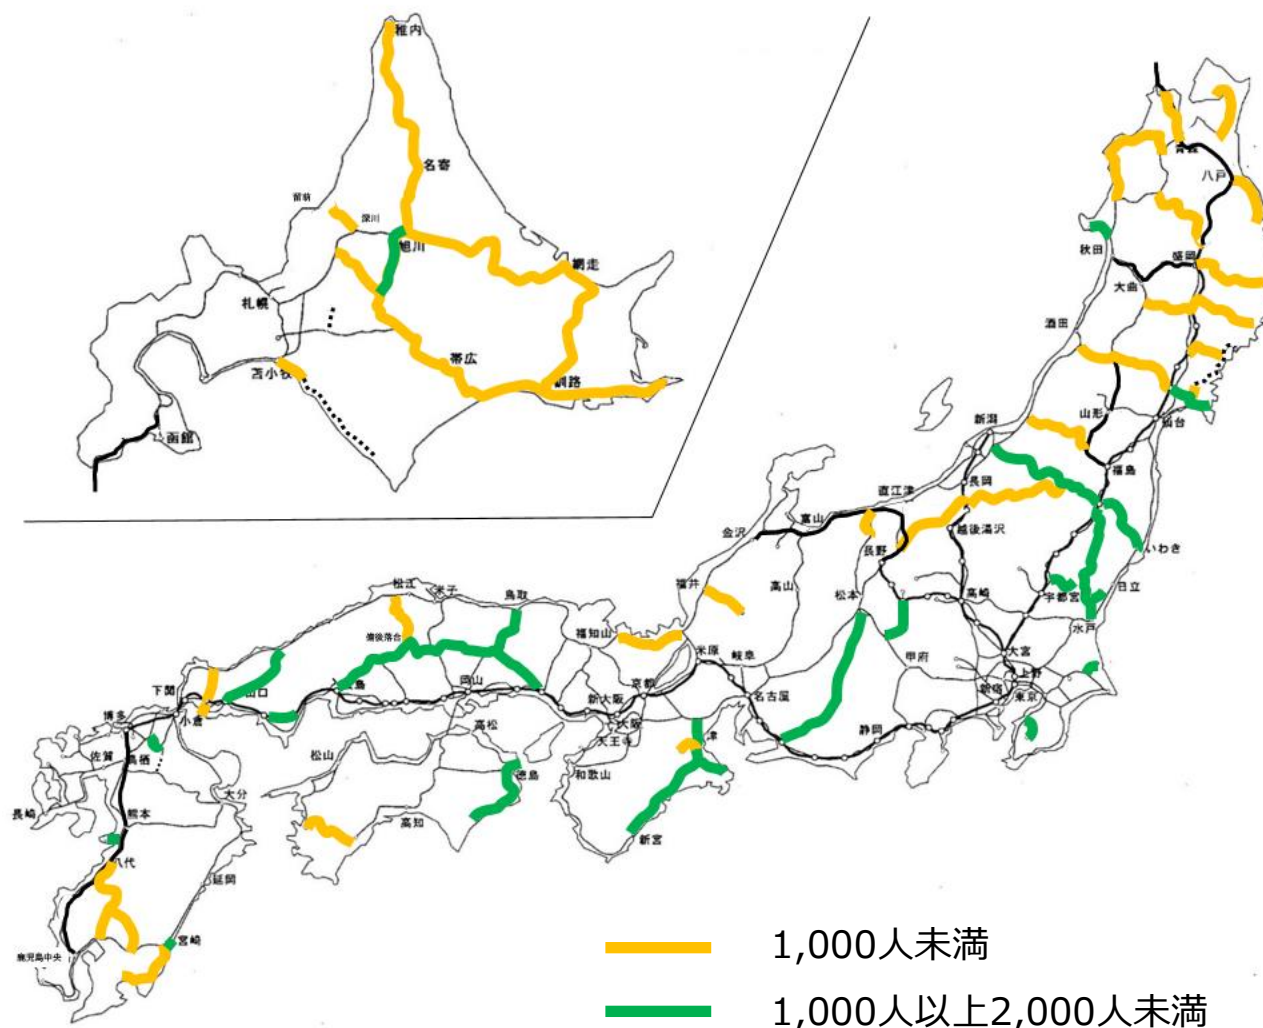 稚内
名寄
留萌
深川
旭川
網走
札幌
帯広
苫小牧
釧路
函館
青森
八戸
秋田
盛岡
大曲
酒田
山形
仙台
新潟
福島
長岡
直江津
富山
金沢
越後湯沢
いわき
長野
福井
高山
松本
高崎
宇都宮
日立
水戸
松江
米子
鳥取
福知山
備後落合
米原
岐阜
甲府
大宮
上野
新宿
東京
下関
山口
広島
岡山
新大阪
京都
名古屋
静岡
博多
小倉
大阪
天王寺
津
高松
佐賀
鳥栖
松山
徳島
和歌山
大分
長崎
熊本
高知
新宮
八代
延岡
宮崎
鹿児島中央
1,000人未満
1,000人以上2,000人未満